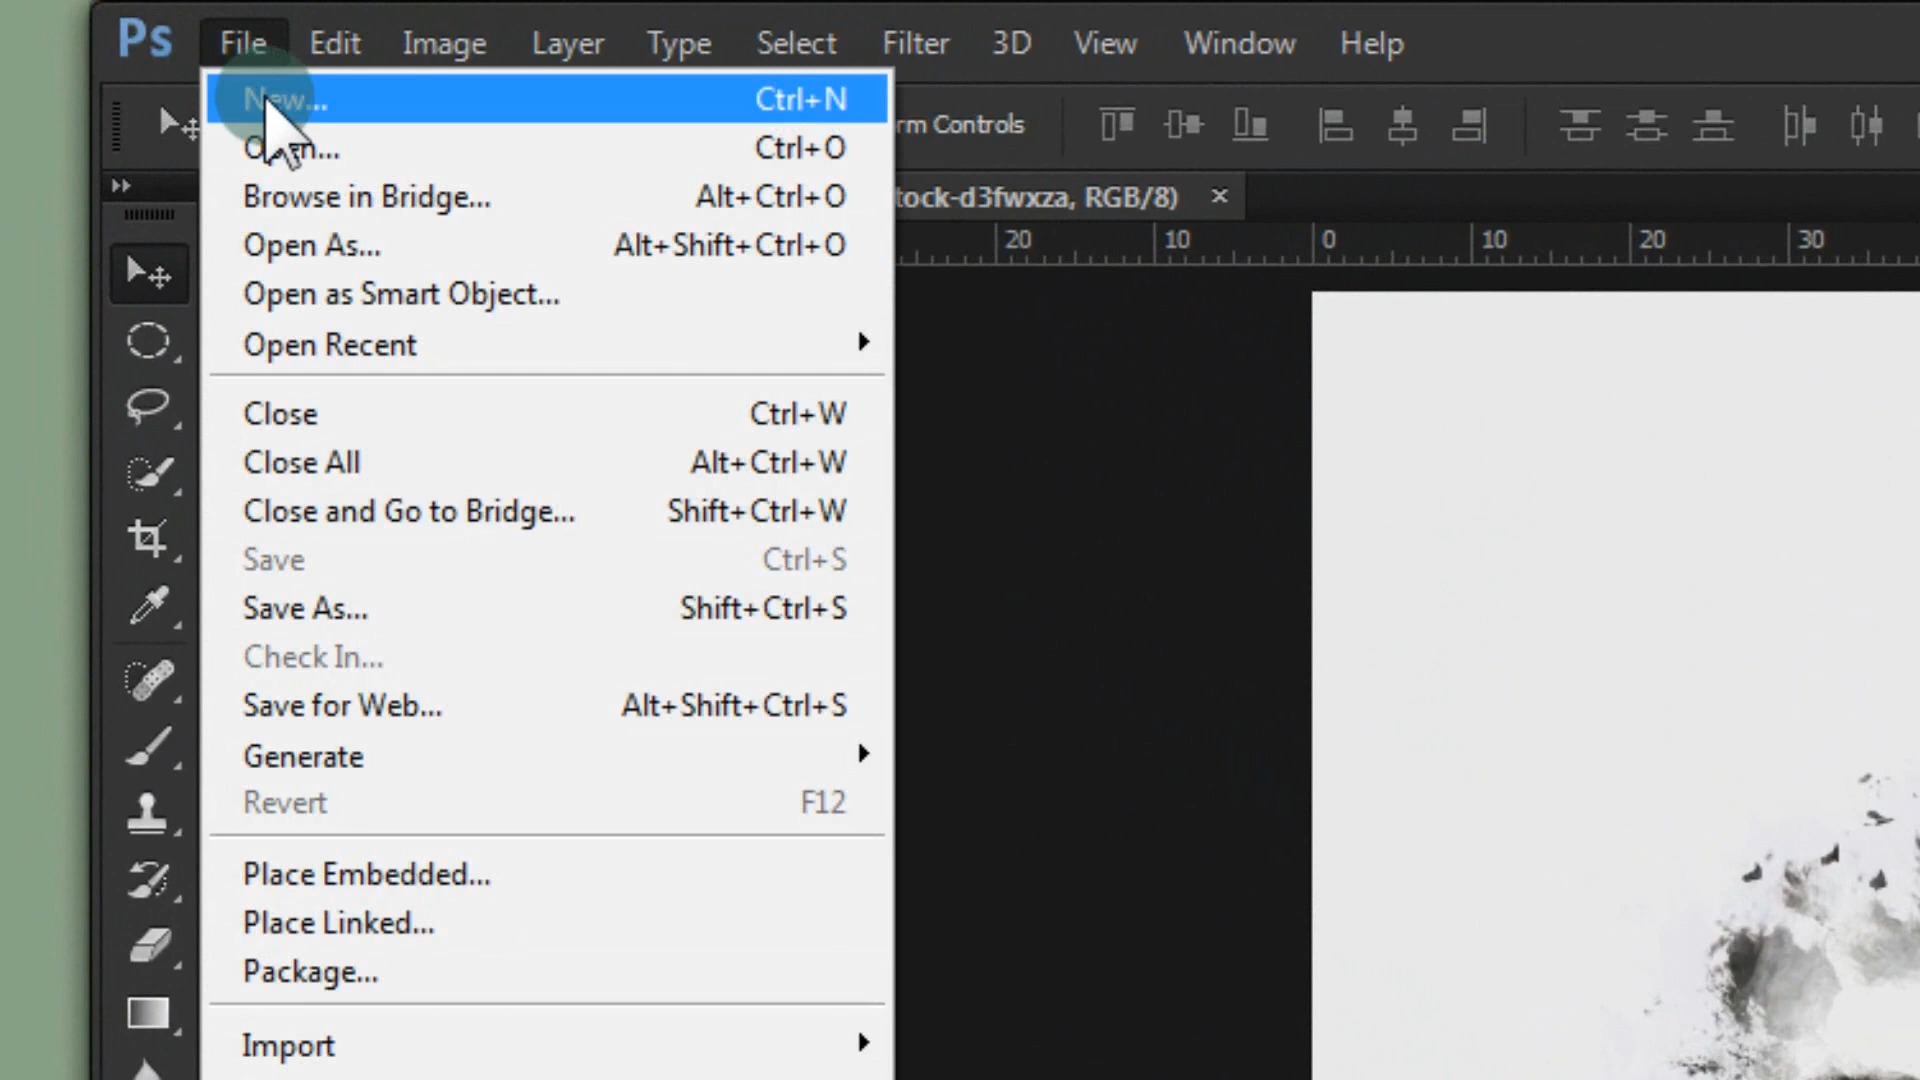 Ps File Edit Image Layer Type Select Filter 3D View Window Help
New... Ctrl+N
rm Controls
Open... Ctrl+O
Browse in Bridge... Alt+Ctrl+O
tock-d3fwxza, RGB/8) ×
Open As... Alt+Shift+Ctrl+O
20 10 0 10 20 30
Open as Smart Object...
Open Recent
Close Ctrl+W
Close All Alt+Ctrl+W
Close and Go to Bridge... Shift+Ctrl+W
Save Ctrl+S
Save As... Shift+Ctrl+S
Check In...
Save for Web... Alt+Shift+Ctrl+S
Generate
Revert F12
Place Embedded...
Place Linked...
Package...
Import